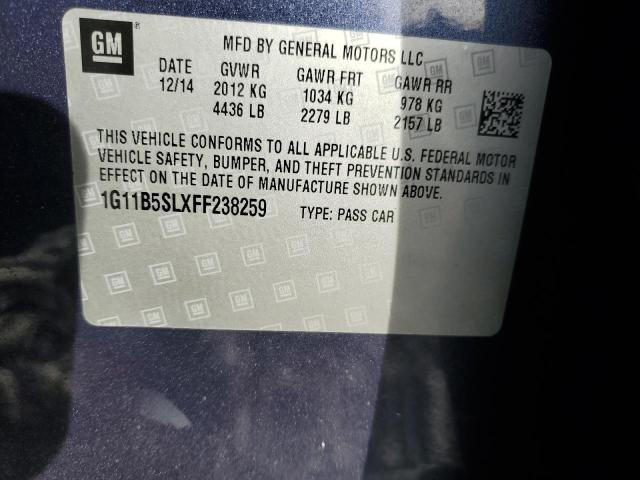 GM
MFD BY GENERAL MOTORS LLC
DATE GVWR GAWR FRT GAWR RR
12/14 2012 KG 1034 KG 978 KG
4436 LB 2279 LB 2157 LB
THIS VEHICLE CONFORMS TO ALL APPLICABLE U.S. FEDERAL MOTOR
VEHICLE SAFETY, BUMPER, AND THEFT PREVENTION STANDARDS IN
EFFECT ON THE DATE OF MANUFACTURE SHOWN ABOVE.
1G11B5SLXFF238259 TYPE: PASS CAR